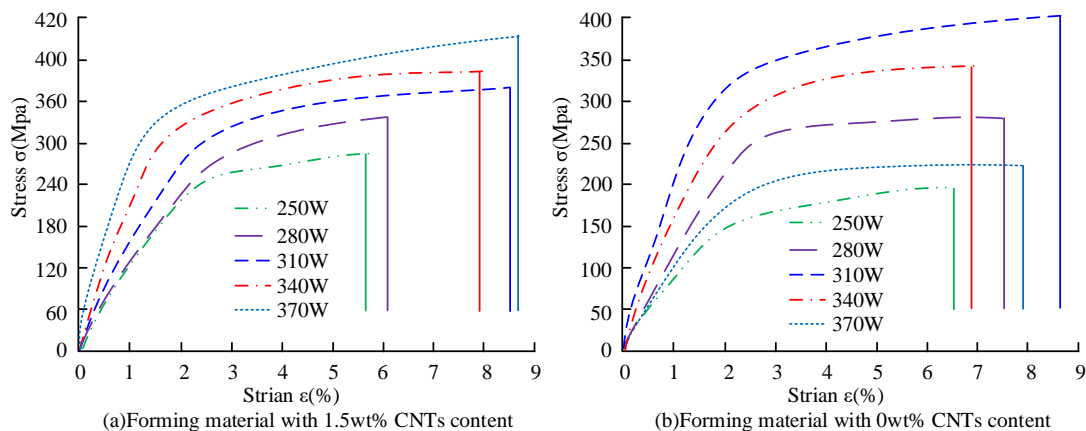 420
400
360
300
240
180
120
60
0
Stress σ(Mpa)
250W
280W
310W
340W
370W
0 1 2 3 4 5 6 7 8 9
Strian ε(%)
(a)Forming material with 1.5wt% CNTs content
400
400
350
300
250
200
150
100
50
0
Stress σ(Mpa)
250W
280W
310W
340W
370W
0 1 2 3 4 5 6 7 8 9
Strian ε(%)
(b)Forming material with 0wt% CNTs content